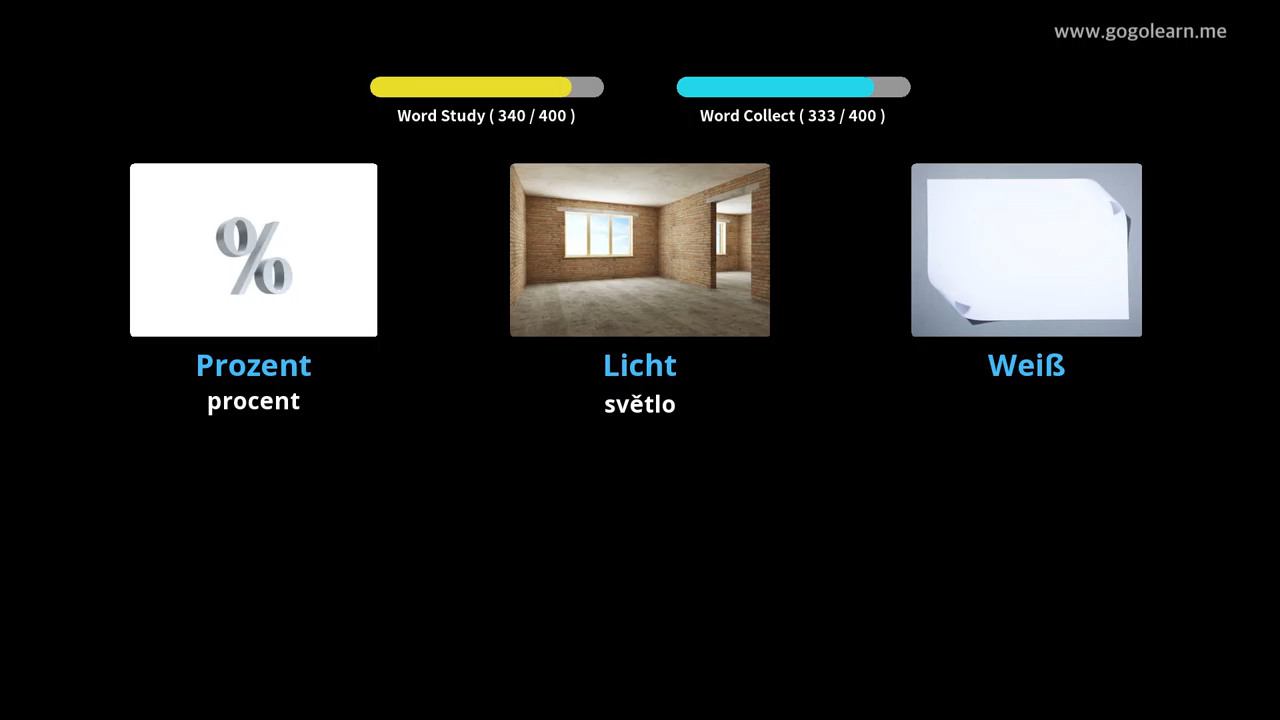 www.gogolearn.me
Word Study ( 340 / 400 )
Word Collect ( 333 / 400 )
%
Prozent
procent
Licht
světlo
Weiß